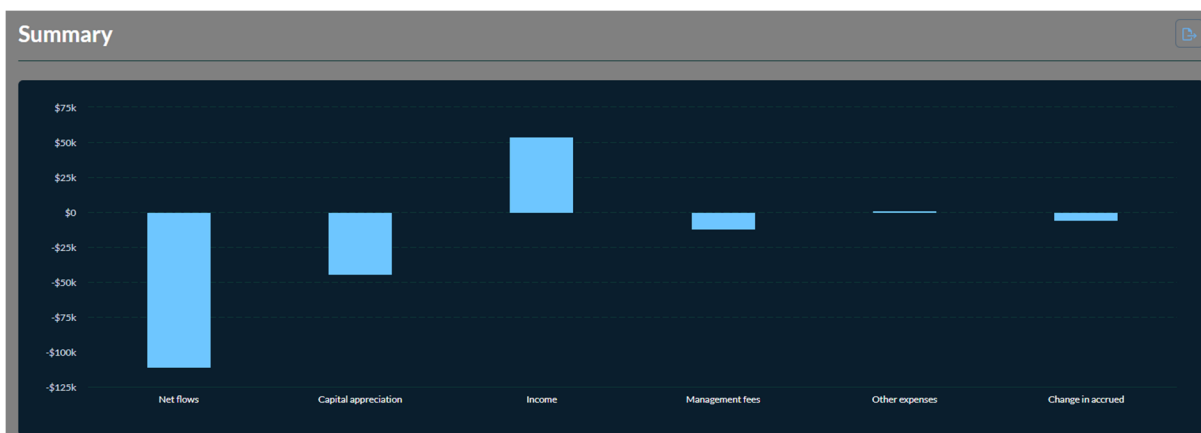 Summary
$75k
$50k
$25k
$0
-$25k
-$50k
-$75k
-$100k
-$125k
Net flows
Capital appreciation
Income
Management fees
Other expenses
Change in accrued